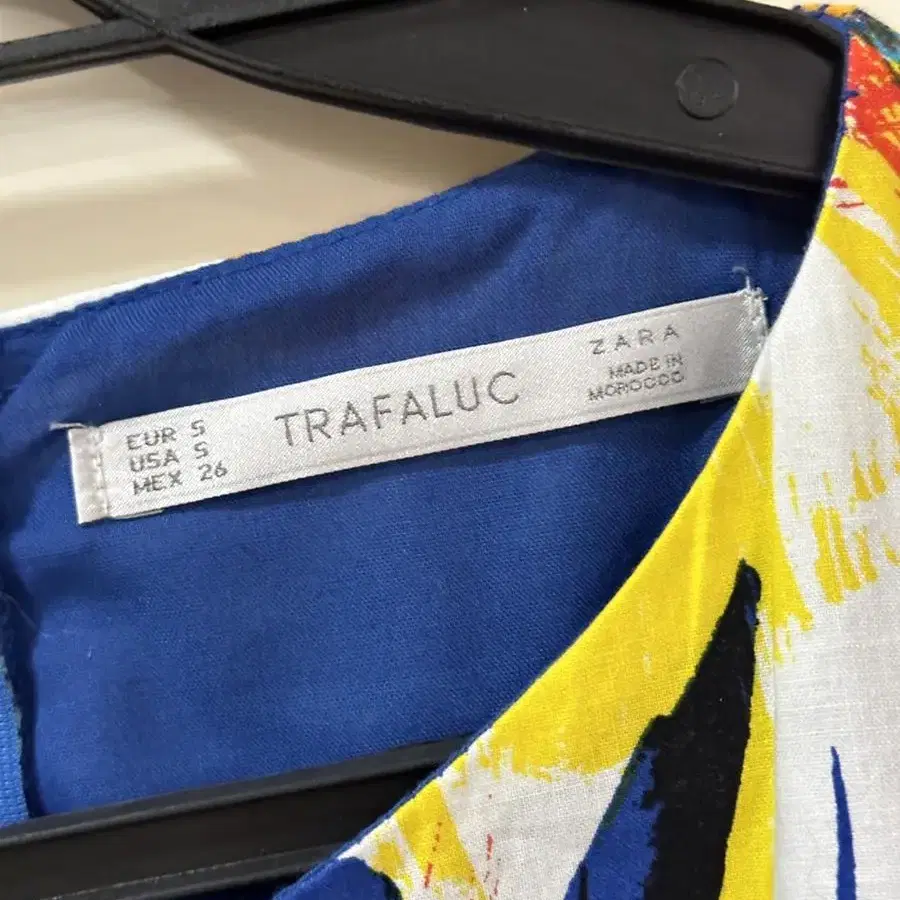 EUR S
USA S
MEX 26
TRAFALUC
ZARA
MADE IN
MOROCCO